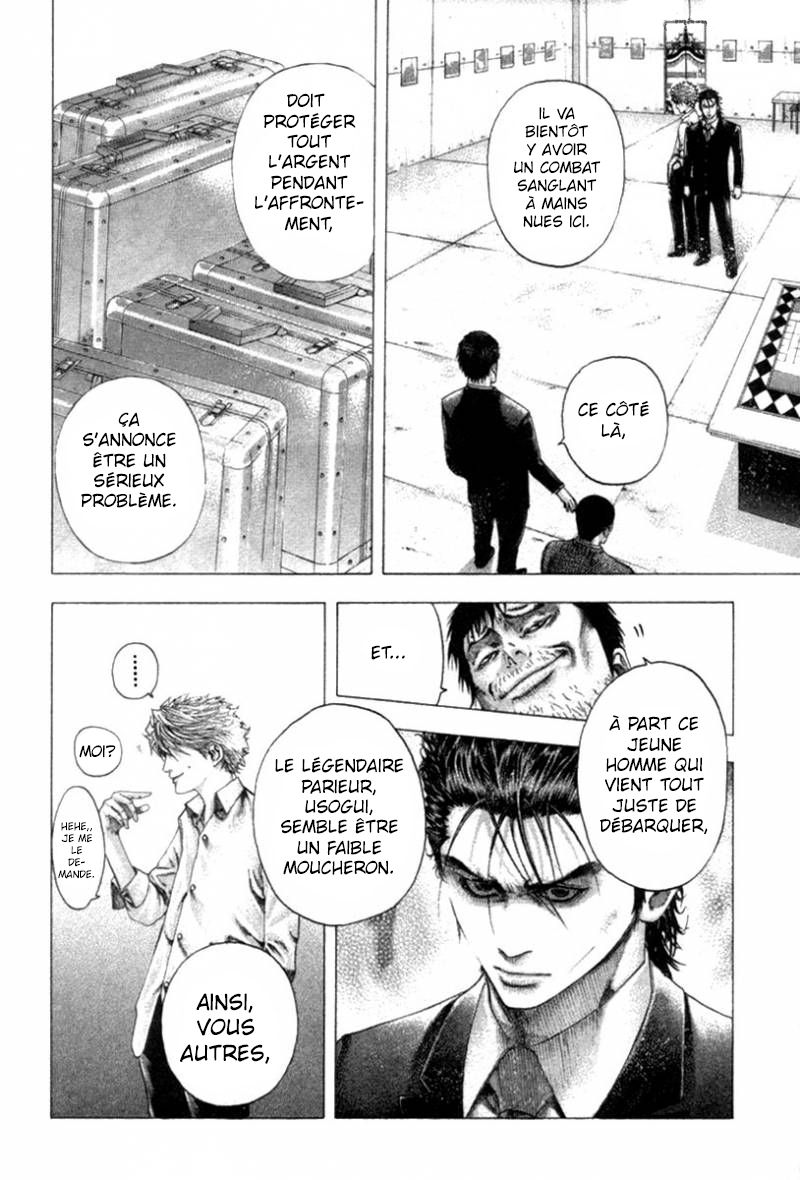 IL VA
BIENTÔT
Y AVOIR
UN COMBAT
SANGLANT
À MAINS
NUES ICI.
CE CÔTÉ
LÀ,
DOIT
PROTÉGER
TOUT
L'ARGENT
PENDANT
L'AFFRONTE-
MENT,
ÇA
S'ANNONCE
ÊTRE UN
SÉRIEUX
PROBLÈME.
ET...
À PART CE
JEUNE
HOMME QUI
VIENT TOUT
JUSTE DE
DÉBARQUER,
LE LÉGENDAIRE
PARIEUR,
USOGUI,
SEMBLE ÊTRE
UN FAIBLE
MOUCHERON.
MOI?
HEHE,,
JE ME
LE
DE-
MANDE.
AINSI,
VOUS
AUTRES,